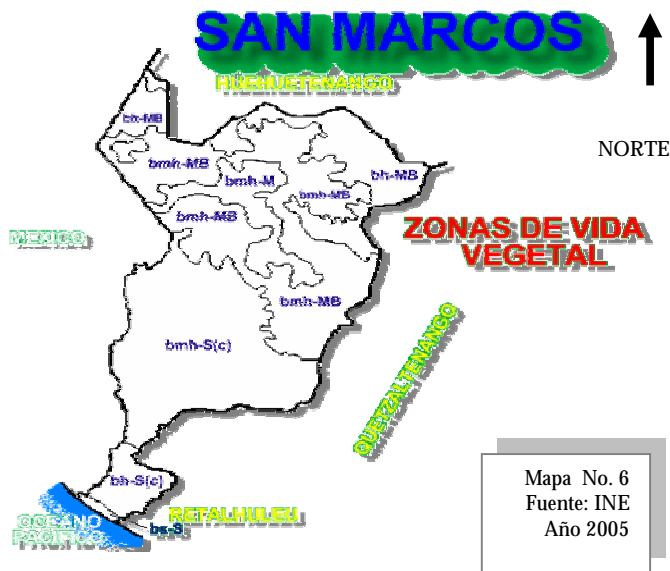 SAN MARCOS
HUEHUETENANGO
NORTE
bh-MB
bmh-MB
bmh-M
bh-MB
bmh-MB
bmh-MB
MEXICO
ZONAS DE VIDA
VEGETAL
bmh-MB
bmh-S(c)
QUETZALTENANGO
bh-S(c)
Mapa No. 6
Fuente: INE
Año 2005
RETALHULEU
OCEANO
PACIFICO
bs-S